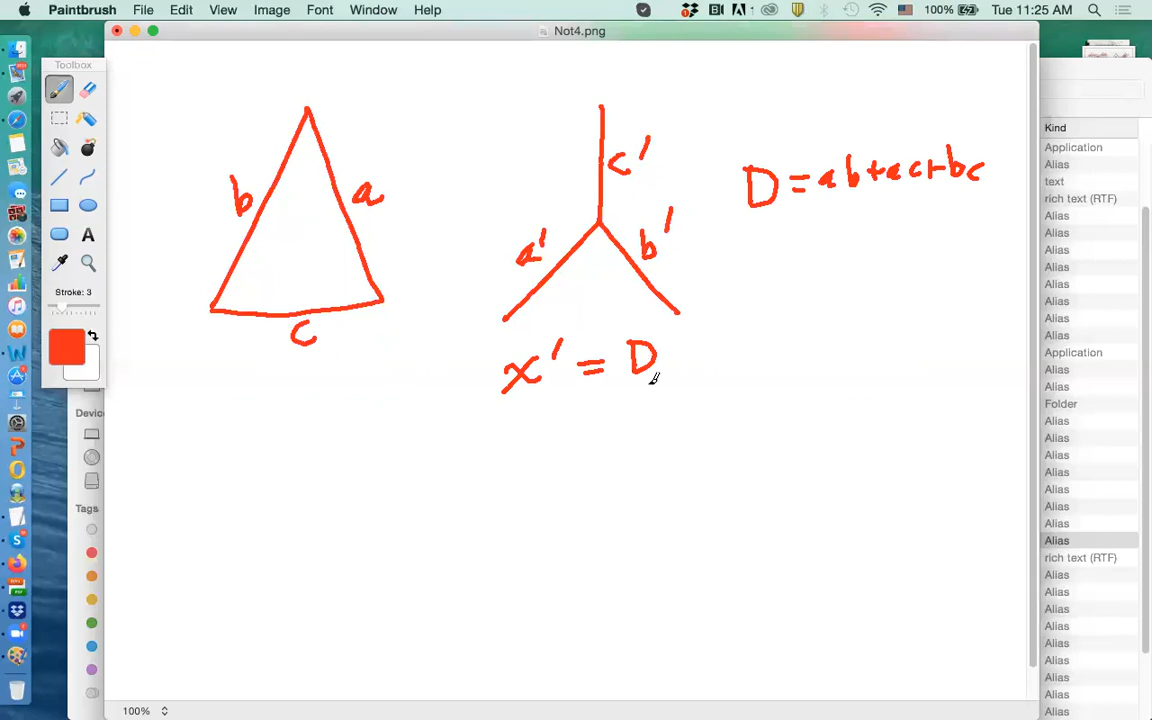 Paintbrush File Edit View Image Font Window Help 100% Tue 11:25 AM
Not4.png
Toolbox
Stroke: 3
b a
c
c'
a' b'
x' = D
D = ab+ac+bc
100%
Device
Tags
Kind
Application
Alias
text
rich text (RTF)
Alias
Alias
Alias
Alias
Alias
Alias
Alias
Application
Alias
Alias
Folder
Alias
Alias
Alias
Alias
Alias
Alias
Alias
Alias
rich text (RTF)
Alias
Alias
Alias
Alias
Alias
Alias
Alias
Alias
Alias